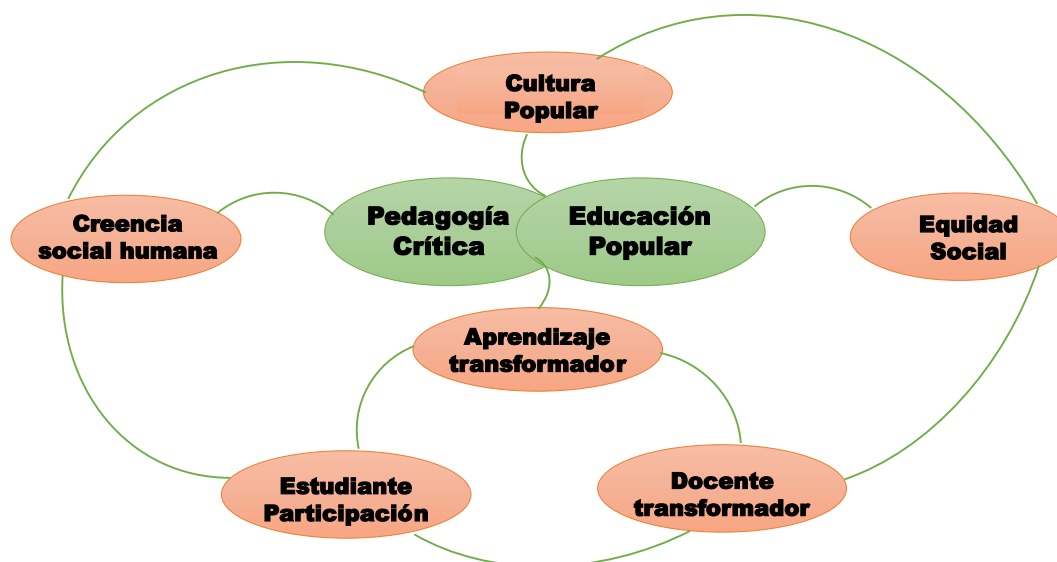 Cultura
Popular
Pedagogía
Crítica
Educación
Popular
Creencia
social humana
Equidad
Social
Aprendizaje
transformador
Estudiante
Participación
Docente
transformador